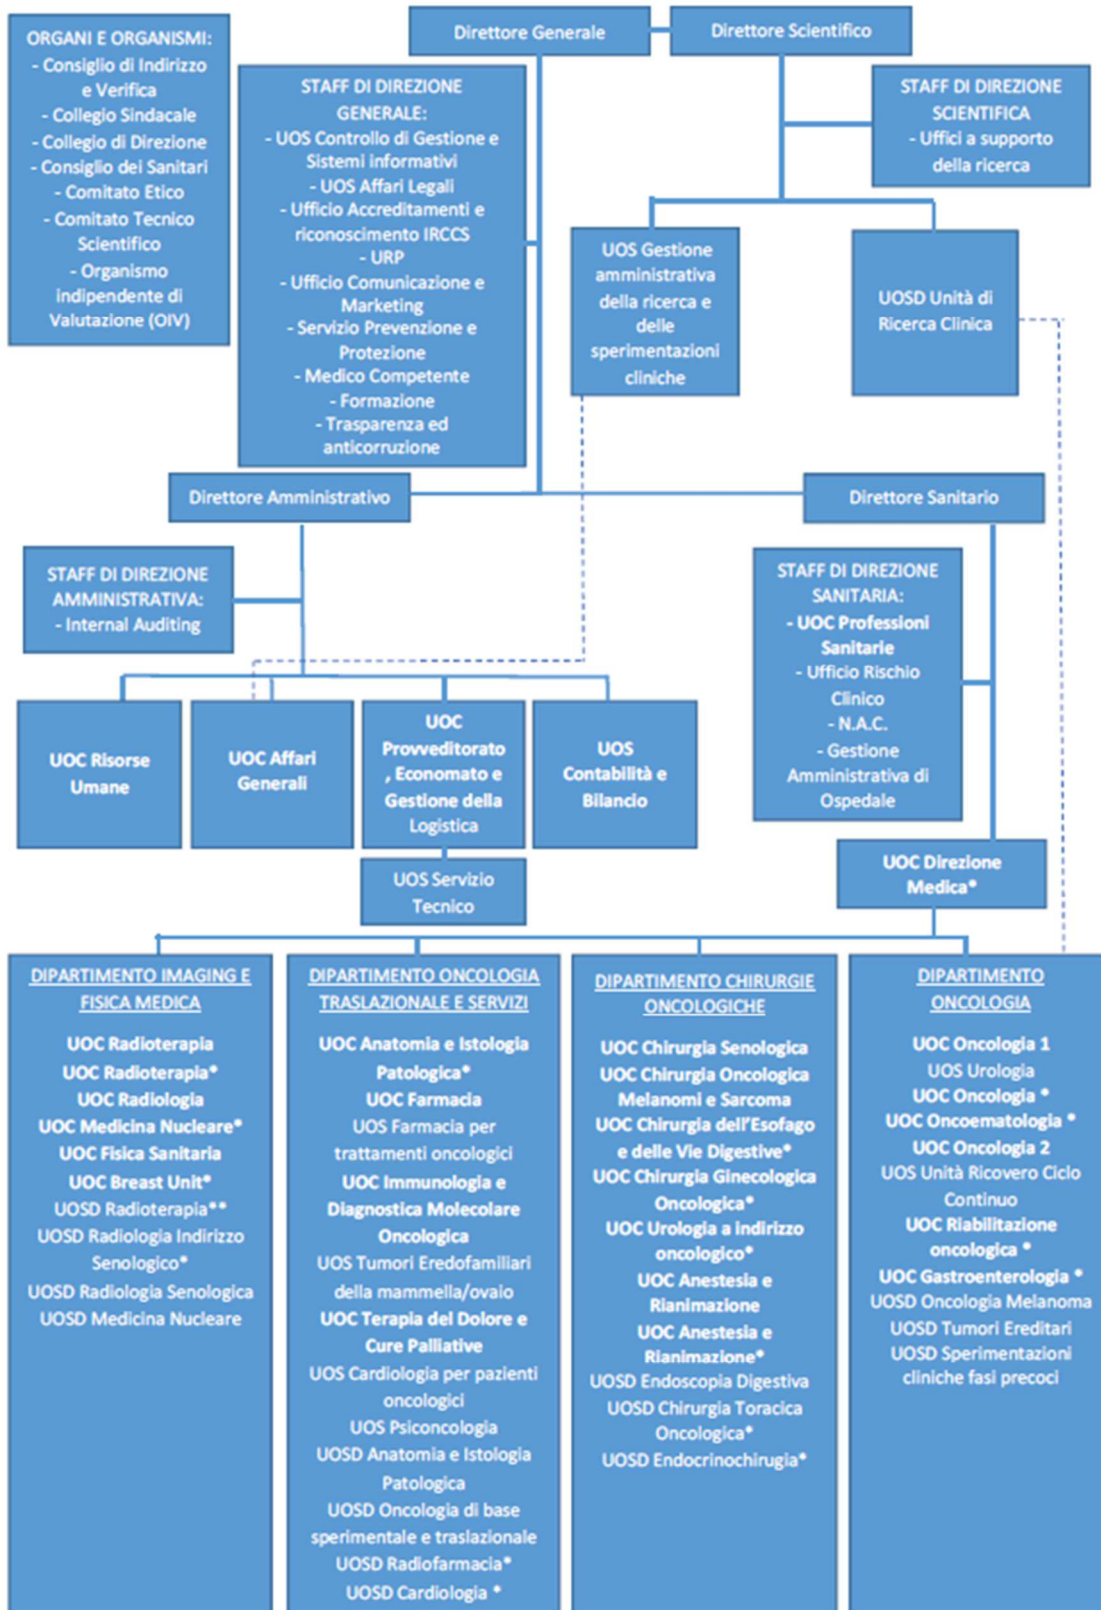 Direttore Generale
Direttore Scientifico
ORGANI E ORGANISMI:
- Consiglio di Indirizzo
e Verifica
- Collegio Sindacale
- Collegio di Direzione
- Consiglio dei Sanitari
- Comitato Etico
- Comitato Tecnico
Scientifico
- Organismo
indipendente di
Valutazione (OIV)
STAFF DI DIREZIONE
GENERALE:
- UOS Controllo di Gestione e
Sistemi informativi
- UOS Affari Legali
- Ufficio Accreditamenti e
riconoscimento IRCCS
- URP
- Ufficio Comunicazione e
Marketing
- Servizio Prevenzione e
Protezione
- Medico Competente
- Formazione
- Trasparenza ed
anticorruzione
STAFF DI DIREZIONE
SCIENTIFICA
- Uffici a supporto
della ricerca
UOS Gestione
amministrativa
della ricerca e
delle
sperimentazioni
cliniche
UOSD Unità di
Ricerca Clinica
Direttore Amministrativo
Direttore Sanitario
STAFF DI DIREZIONE
AMMINISTRATIVA:
- Internal Auditing
STAFF DI DIREZIONE
SANITARIA:
- UOC Professioni
Sanitarie
- Ufficio Rischio
Clinico
- N.A.C.
- Gestione
Amministrativa di
Ospedale
UOC Risorse
Umane
UOC Affari
Generali
UOC
Provveditorato
, Economato e
Gestione della
Logistica
UOS
Contabilità e
Bilancio
UOS Servizio
Tecnico
UOC Direzione
Medica*
DIPARTIMENTO IMAGING E
FISICA MEDICA
UOC Radioterapia
UOC Radioterapia*
UOC Radiologia
UOC Medicina Nucleare*
UOC Fisica Sanitaria
UOC Breast Unit*
UOSD Radioterapia**
UOSD Radiologia Indirizzo
Senologico*
UOSD Radiologia Senologica
UOSD Medicina Nucleare
DIPARTIMENTO ONCOLOGIA
TRASLAZIONALE E SERVIZI
UOC Anatomia e Istologia
Patologica*
UOC Farmacia
UOS Farmacia per
trattamenti oncologici
UOC Immunologia e
Diagnostica Molecolare
Oncologica
UOS Tumori Eredofamiliari
della mammella/ovaio
UOC Terapia del Dolore e
Cure Palliative
UOS Cardiologia per pazienti
oncologici
UOS Psiconcologia
UOSD Anatomia e Istologia
Patologica
UOSD Oncologia di base
sperimentale e traslazionale
UOSD Radiofarmacia*
UOSD Cardiologia *
DIPARTIMENTO CHIRURGIE
ONCOLOGICHE
UOC Chirurgia Senologica
UOC Chirurgia Oncologica
Melanomi e Sarcoma
UOC Chirurgia dell'Esofago
e delle Vie Digestive*
UOC Chirurgia Ginecologica
Oncologica*
UOC Urologia a indirizzo
oncologico*
UOC Anestesia e
Rianimazione
UOC Anestesia e
Rianimazione*
UOSD Endoscopia Digestiva
UOSD Chirurgia Toracica
Oncologica*
UOSD Endocrinochirugia*
DIPARTIMENTO
ONCOLOGIA
UOC Oncologia 1
UOS Urologia
UOC Oncologia *
UOC Oncoematologia *
UOC Oncologia 2
UOS Unità Ricovero Ciclo
Continuo
UOC Riabilitazione
oncologica *
UOC Gastroenterologia *
UOSD Oncologia Melanoma
UOSD Tumori Ereditari
UOSD Sperimentazioni
cliniche fasi precoci